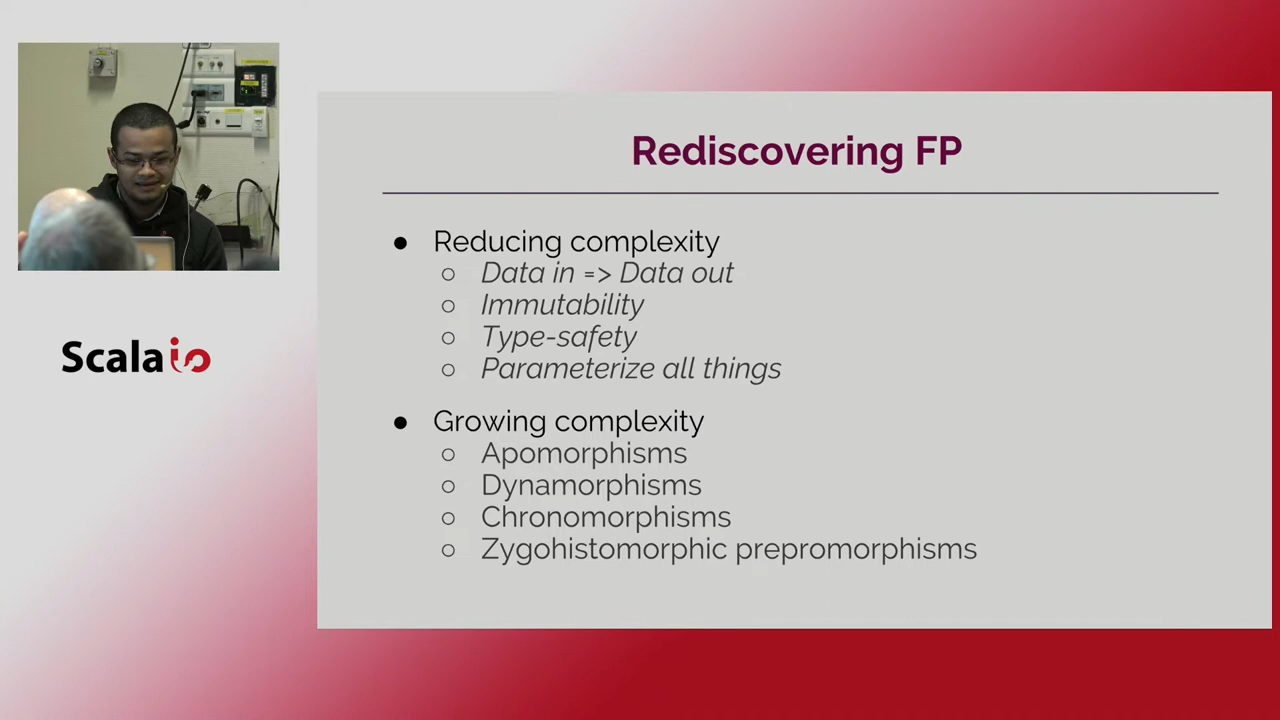 Rediscovering FP
● Reducing complexity
○ Data in => Data out
○ Immutability
○ Type-safety
○ Parameterize all things
● Growing complexity
○ Apomorphisms
○ Dynamorphisms
○ Chronomorphisms
○ Zygohistomorphic prepromorphisms
Scala io